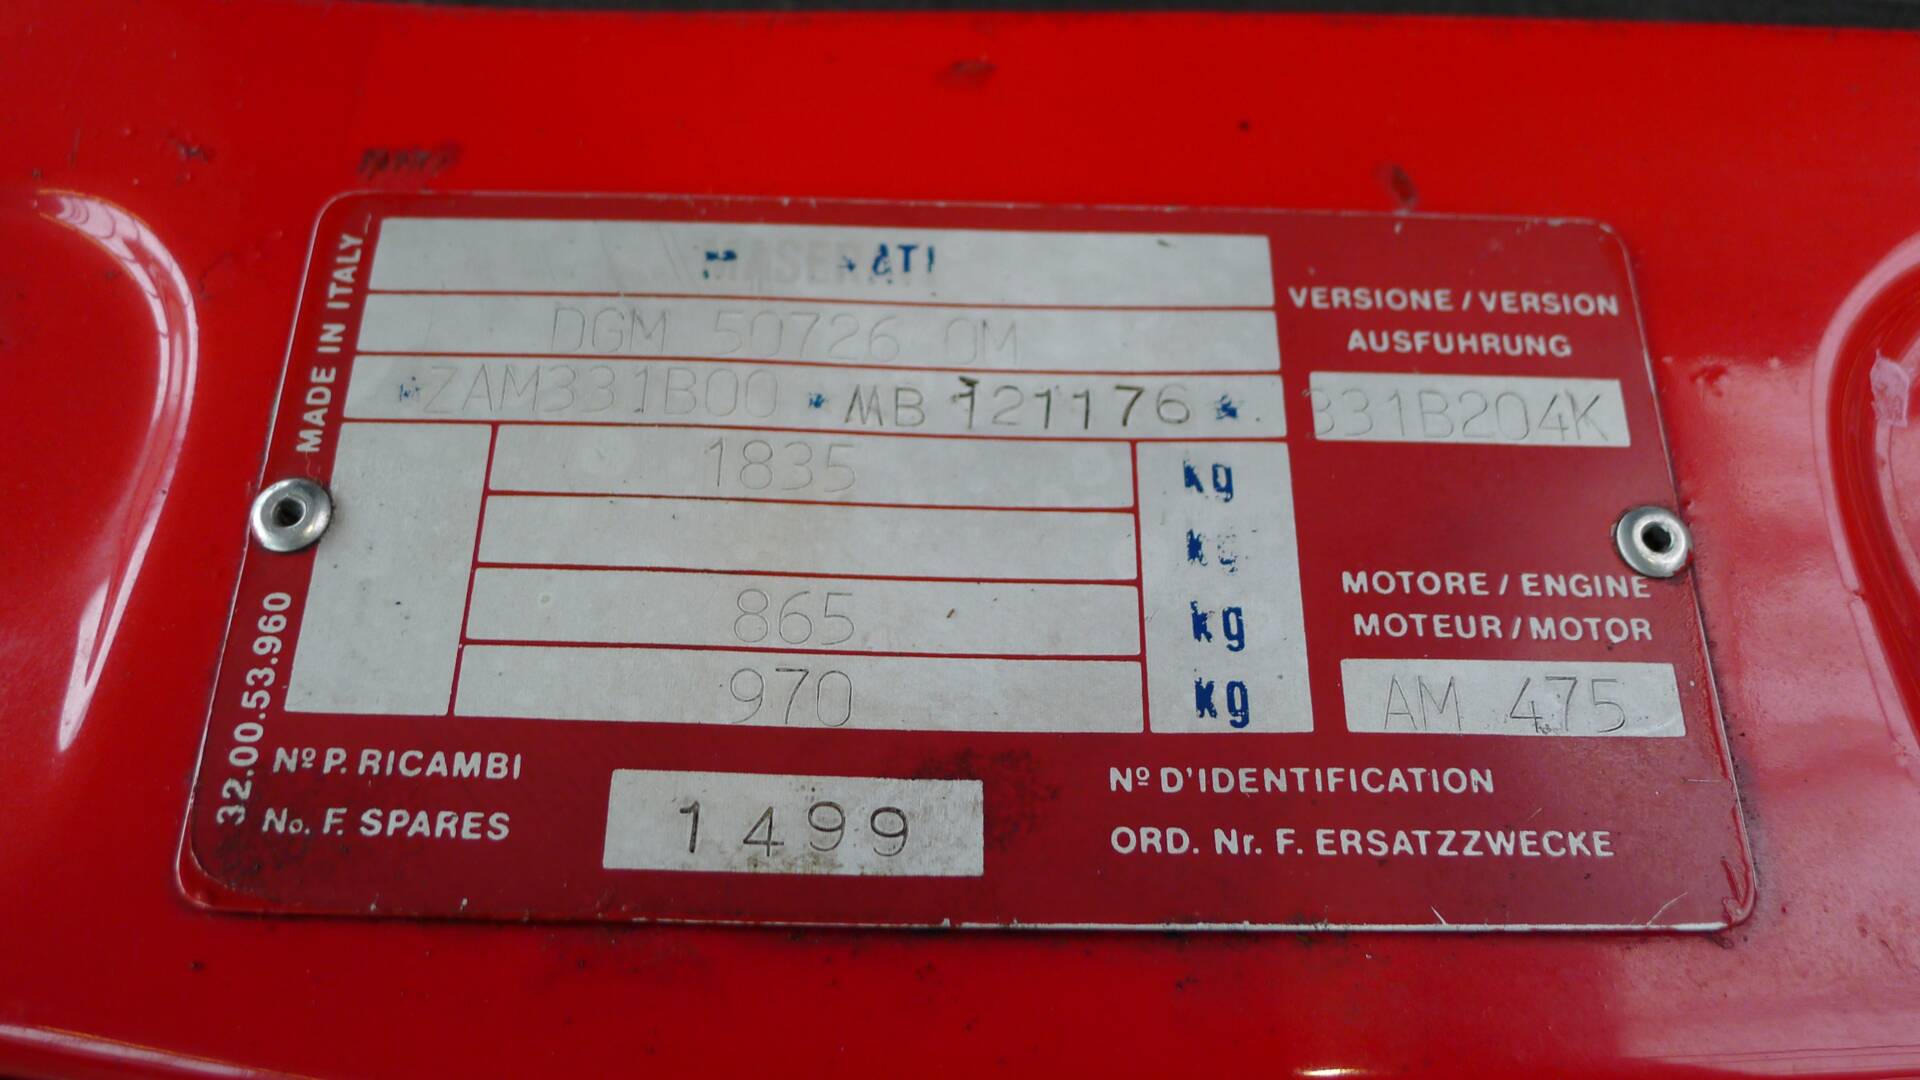 MADE IN ITALY
MASERATI
DGM 50726 OM
*ZAM331B00 * MB 121176 *
1835 kg
kg
865 kg
970 kg
VERSIONE / VERSION
AUSFUHRUNG
331B204K
MOTORE / ENGINE
MOTEUR / MOTOR
AM 475
32.00.53.960
Nº P. RICAMBI
No. F. SPARES
1499
Nº D'IDENTIFICATION
ORD. Nr. F. ERSATZZWECKE